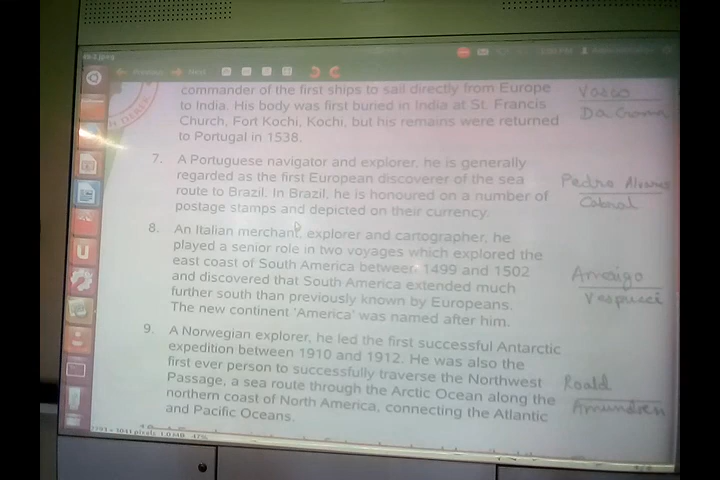 Previous
Next
commander of the first ships to sail directly from Europe
to India. His body was first buried in India at St. Francis
Church, Fort Kochi, Kochi, but his remains were returned
to Portugal in 1538.
Vasco
Da Gama
7. A Portuguese navigator and explorer, he is generally
regarded as the first European discoverer of the sea
route to Brazil. In Brazil, he is honoured on a number of
postage stamps and depicted on their currency.
Pedro Alvares
Cabral
8. An Italian merchant, explorer and cartographer, he
played a senior role in two voyages which explored the
east coast of South America between 1499 and 1502
and discovered that South America extended much
further south than previously known by Europeans.
The new continent 'America' was named after him.
Amerigo
Vespucci
9. A Norwegian explorer, he led the first successful Antarctic
expedition between 1910 and 1912. He was also the
first ever person to successfully traverse the Northwest
Passage, a sea route through the Arctic Ocean along the
northern coast of North America, connecting the Atlantic
and Pacific Oceans.
Roald
Amundsen
pixels 1.0 MB 47%